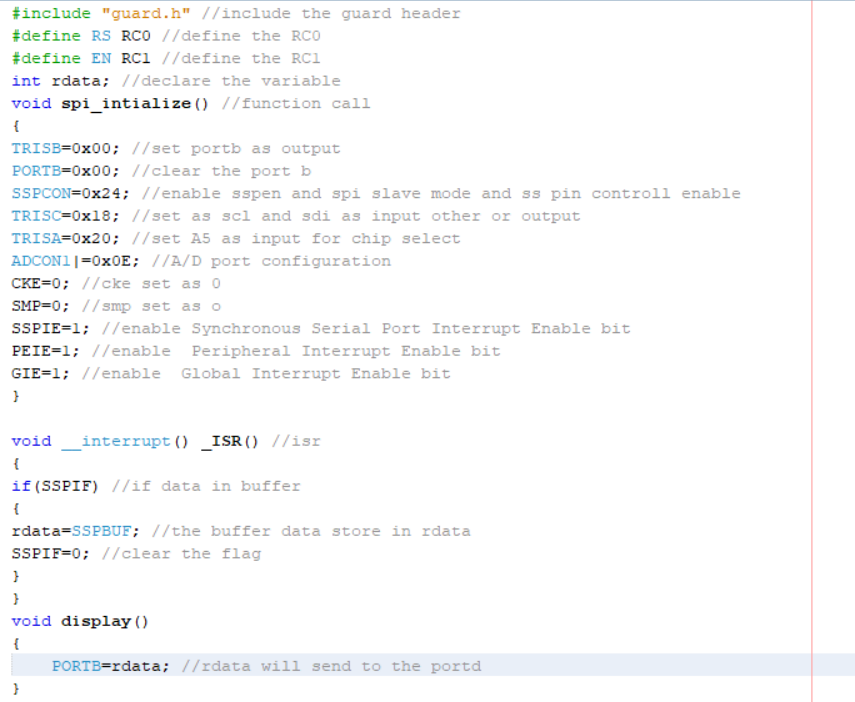 #include "guard.h" //include the guard header
#define RS RC0 //define the RC0
#define EN RC1 //define the RC1
int rdata; //declare the variable
void spi_intialize() //function call
{
TRISB=0x00; //set portb as output
PORTB=0x00; //clear the port b
SSPCON=0x24; //enable sspen and spi slave mode and ss pin controll enable
TRISC=0x18; //set as scl and sdi as input other or output
TRISA=0x20; //set A5 as input for chip select
ADCON1|=0x0E; //A/D port configuration
CKE=0; //cke set as 0
SMP=0; //smp set as o
SSPIE=1; //enable Synchronous Serial Port Interrupt Enable bit
PEIE=1; //enable  Peripheral Interrupt Enable bit
GIE=1; //enable  Global Interrupt Enable bit
}

void __interrupt() _ISR() //isr
{
if(SSPIF) //if data in buffer
{
rdata=SSPBUF; //the buffer data store in rdata
SSPIF=0; //clear the flag
}
}
void display()
{
    PORTB=rdata; //rdata will send to the portd
}